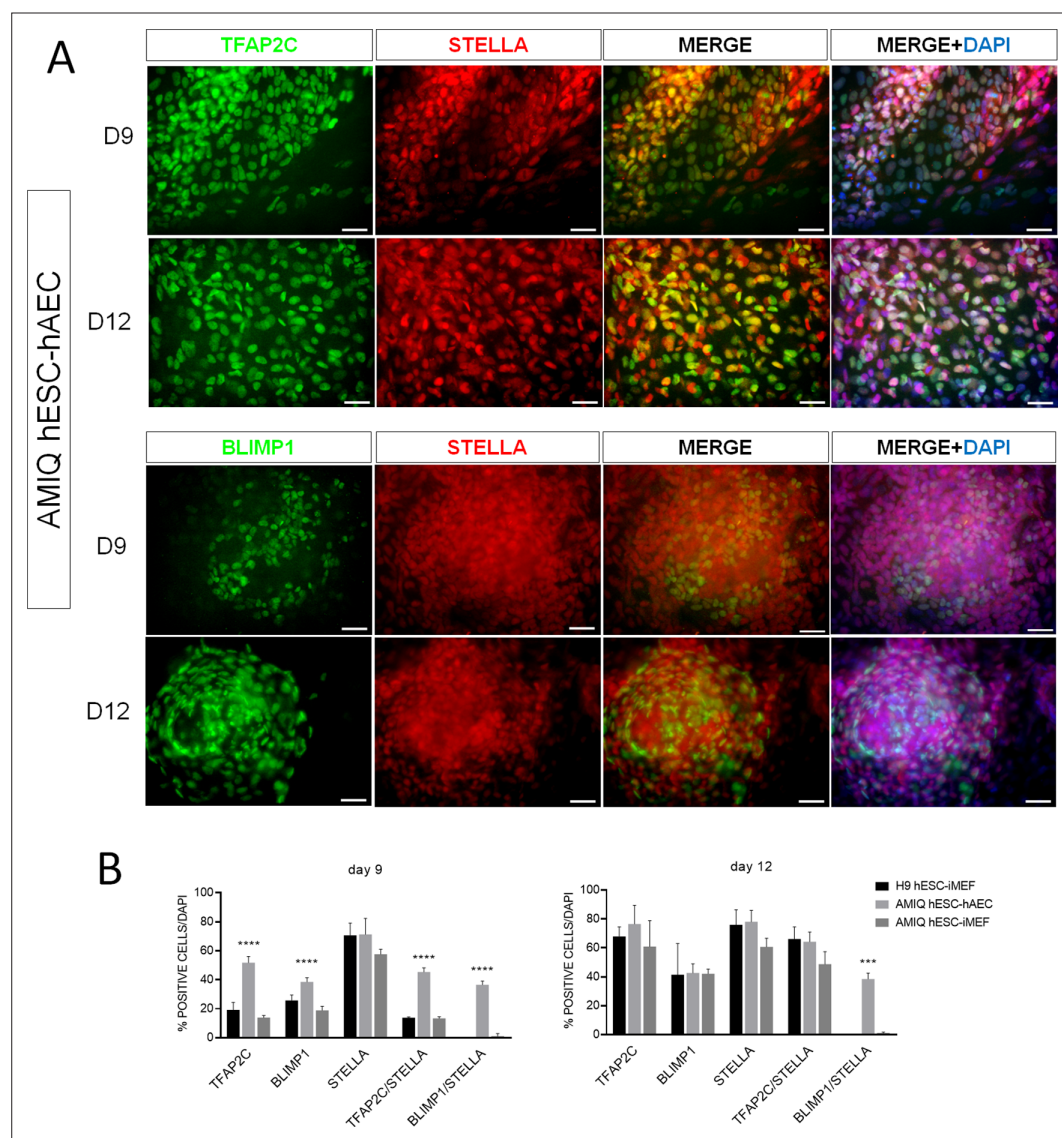 A
TFAP2C STELLA MERGE MERGE+DAPI
D9
D12
AMIQ hESC-hAEC
BLIMP1 STELLA MERGE MERGE+DAPI
D9
D12
B
day 9
% POSITIVE CELLS/DAPI
100
80
60
40
20
0
**** **** **** ****
TFAP2C BLIMP1 STELLA TFAP2C/STELLA BLIMP1/STELLA
day 12
% POSITIVE CELLS/DAPI
100
80
60
40
20
0
***
TFAP2C BLIMP1 STELLA TFAP2C/STELLA BLIMP1/STELLA
H9 hESC-iMEF
AMIQ hESC-hAEC
AMIQ hESC-iMEF